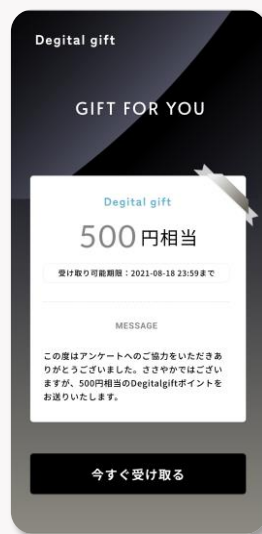 Degital gift
GIFT FOR YOU
Degital gift
500円相当
受け取り可能期限：2021-08-18 23:59まで
MESSAGE
この度はアンケートへのご協力をいただきあ
りがとうございました。ささやかではござい
ますが、500円相当のDegitalgiftポイントを
お送りいたします。
今すぐ受け取る